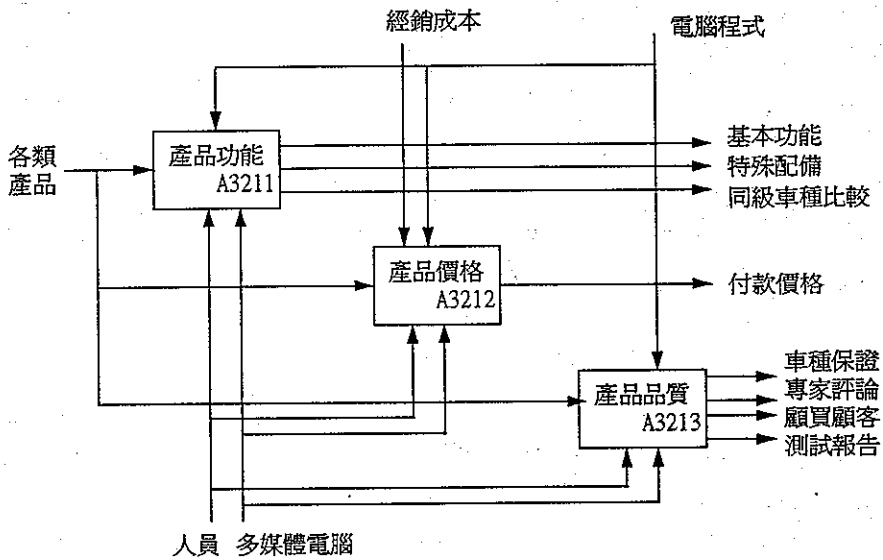 經銷成本
電腦程式
各類
產品
產品功能
A3211
基本功能
特殊配備
同級車種比較
產品價格
A3212
付款價格
產品品質
A3213
車種保證
專家評論
顧買顧客
測試報告
人員
多媒體電腦